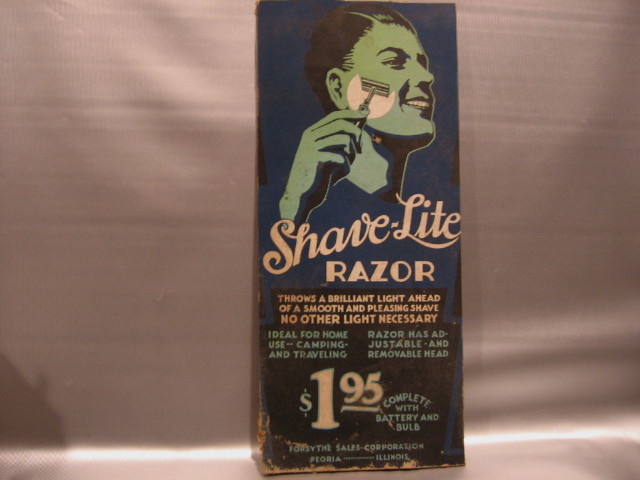 Shave-Lite
RAZOR
THROWS A BRILLIANT LIGHT AHEAD
OF A SMOOTH AND PLEASING SHAVE
NO OTHER LIGHT NECESSARY
IDEAL FOR HOME
USE-CAMPING-
AND TRAVELING
RAZOR HAS AD-
JUSTABLE-AND
REMOVABLE HEAD
$1.95
COMPLETE
WITH
BATTERY AND
BULB
FORSYTHE SALES CORPORATION
PEORIA ILLINOIS